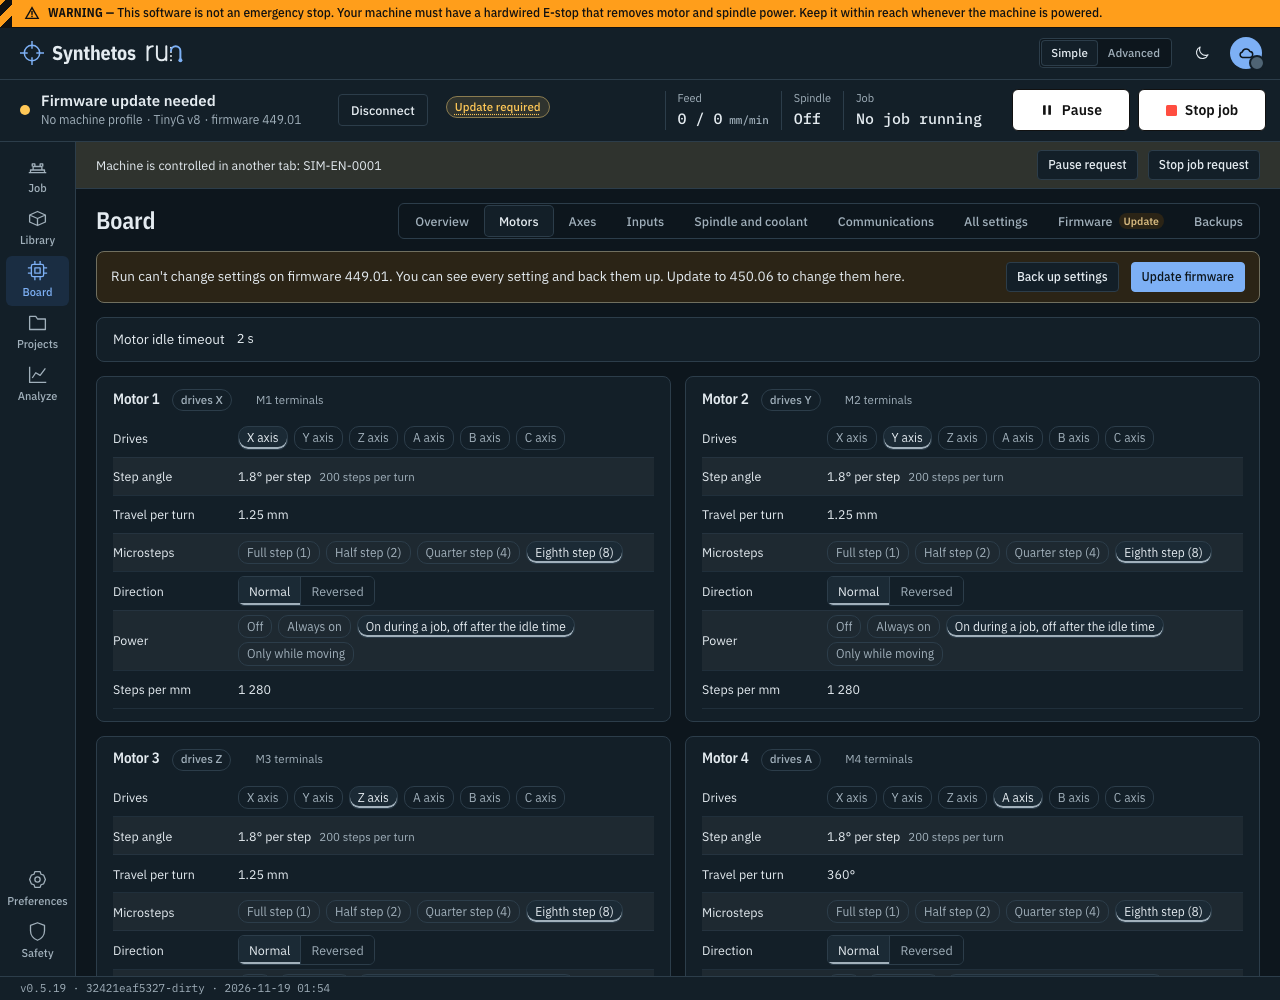 WARNING — This software is not an emergency stop. Your machine must have a hardwired E-stop that removes motor and spindle power. Keep it within reach whenever the machine is powered.
Synthetos run
Simple Advanced
Firmware update needed
No machine profile · TinyG v8 · firmware 449.01
Disconnect
Update required
Feed
0 / 0 mm/min
Spindle
Off
Job
No job running
Pause
Stop job
Machine is controlled in another tab: SIM-EN-0001
Pause request
Stop job request
Job
Library
Board
Projects
Analyze
Preferences
Safety
Board
Overview Motors Axes Inputs Spindle and coolant Communications All settings Firmware Update Backups
Run can't change settings on firmware 449.01. You can see every setting and back them up. Update to 450.06 to change them here.
Back up settings
Update firmware
Motor idle timeout 2 s
Motor 1 drives X M1 terminals
Drives X axis Y axis Z axis A axis B axis C axis
Step angle 1.8° per step 200 steps per turn
Travel per turn 1.25 mm
Microsteps Full step (1) Half step (2) Quarter step (4) Eighth step (8)
Direction Normal Reversed
Power Off Always on On during a job, off after the idle time
Only while moving
Steps per mm 1 280
Motor 2 drives Y M2 terminals
Drives X axis Y axis Z axis A axis B axis C axis
Step angle 1.8° per step 200 steps per turn
Travel per turn 1.25 mm
Microsteps Full step (1) Half step (2) Quarter step (4) Eighth step (8)
Direction Normal Reversed
Power Off Always on On during a job, off after the idle time
Only while moving
Steps per mm 1 280
Motor 3 drives Z M3 terminals
Drives X axis Y axis Z axis A axis B axis C axis
Step angle 1.8° per step 200 steps per turn
Travel per turn 1.25 mm
Microsteps Full step (1) Half step (2) Quarter step (4) Eighth step (8)
Direction Normal Reversed
Motor 4 drives A M4 terminals
Drives X axis Y axis Z axis A axis B axis C axis
Step angle 1.8° per step 200 steps per turn
Travel per turn 360°
Microsteps Full step (1) Half step (2) Quarter step (4) Eighth step (8)
Direction Normal Reversed
v0.5.19 · 32421eaf5327-dirty · 2026-11-19 01:54